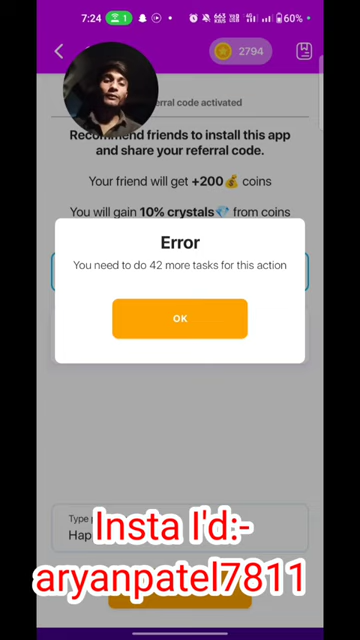 7:24
1
60%
2794
erral code activated
Recommend friends to install this app
and share your referral code.
Your friend will get +200💰 coins
You will gain 10% crystals💎 from coins
Error
You need to do 42 more tasks for this action
OK
Type
Hap
Insta I'd:-
aryanpatel7811